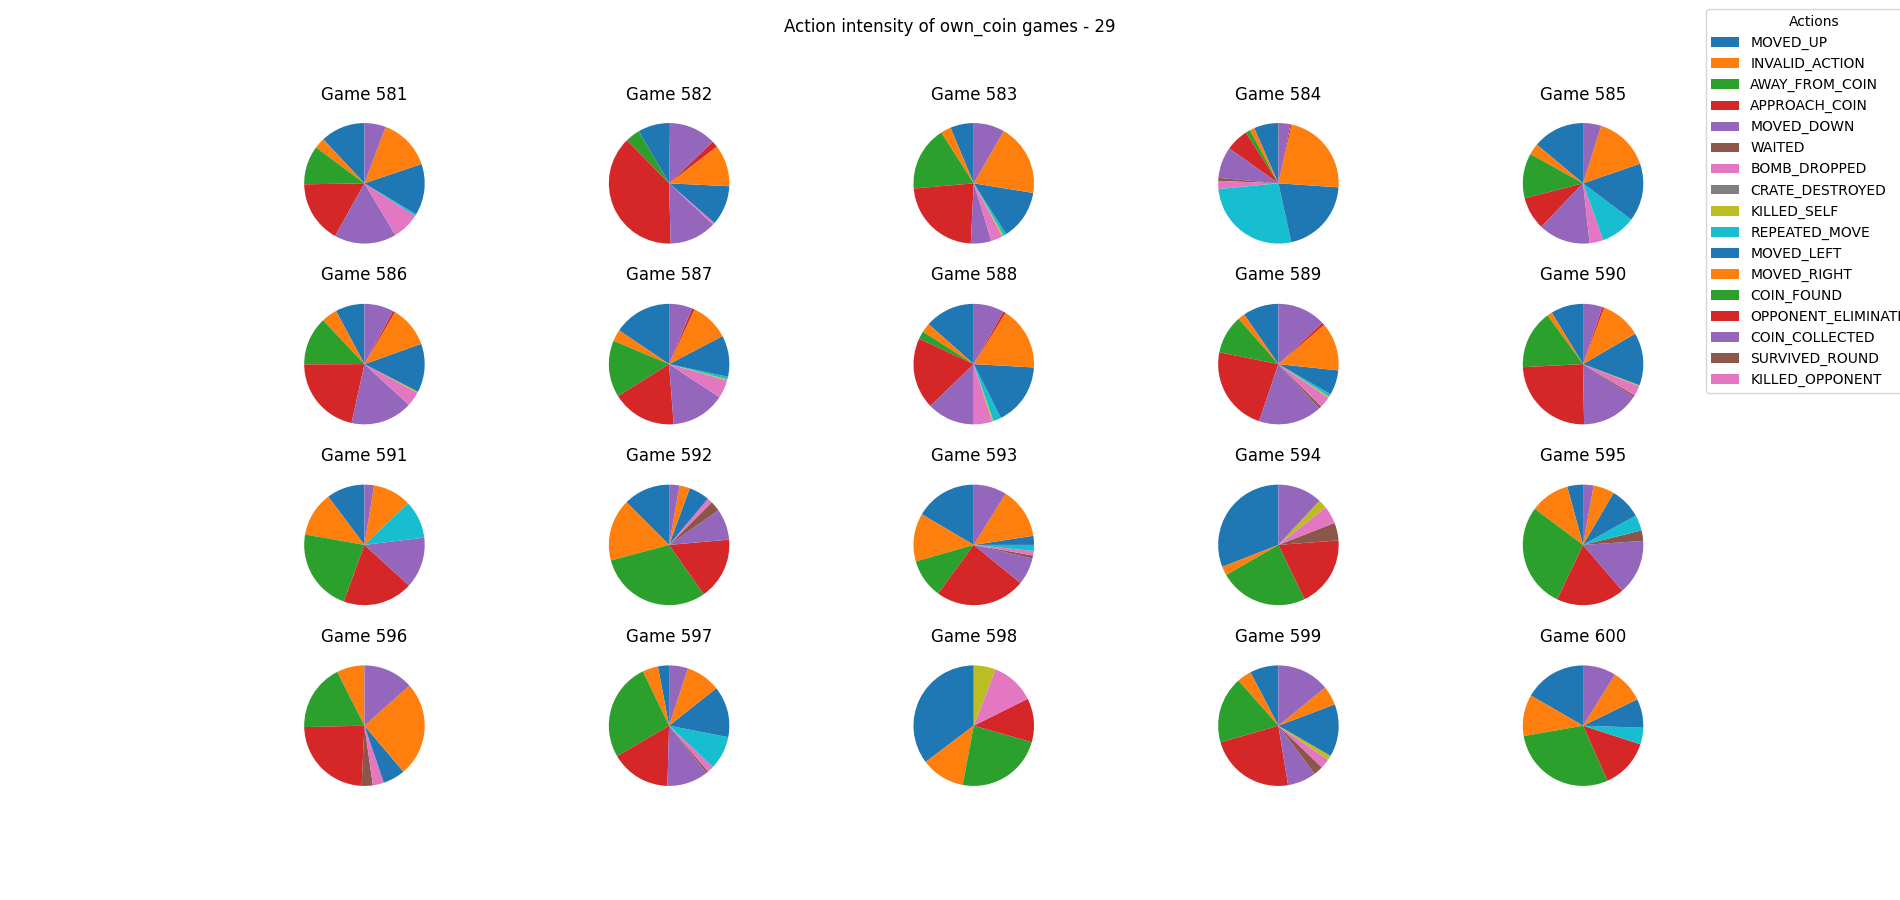 Action intensity of own_coin games - 29
Actions
MOVED_UP
INVALID_ACTION
AWAY_FROM_COIN
APPROACH_COIN
MOVED_DOWN
WAITED
BOMB_DROPPED
CRATE_DESTROYED
KILLED_SELF
REPEATED_MOVE
MOVED_LEFT
MOVED_RIGHT
COIN_FOUND
OPPONENT_ELIMINAT
COIN_COLLECTED
SURVIVED_ROUND
KILLED_OPPONENT
Game 581
Game 582
Game 583
Game 584
Game 585
Game 586
Game 587
Game 588
Game 589
Game 590
Game 591
Game 592
Game 593
Game 594
Game 595
Game 596
Game 597
Game 598
Game 599
Game 600